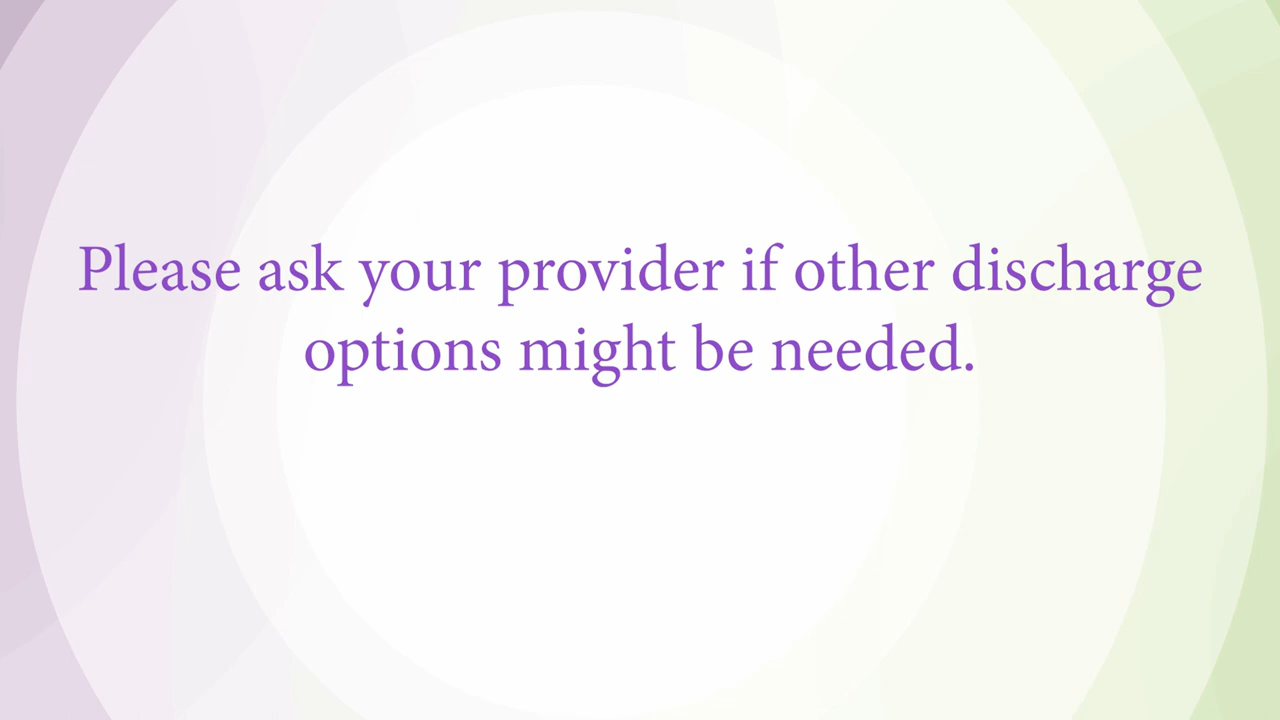 Please ask your provider if other discharge
options might be needed.